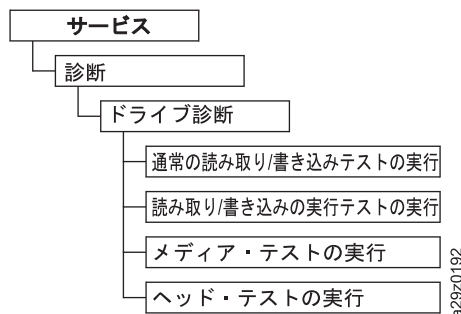 サービス
診断
ドライブ診断
通常の読み取り/書き込みテストの実行
読み取り/書き込みの実行テストの実行
メディア・テストの実行
ヘッド・テストの実行
a29z0192